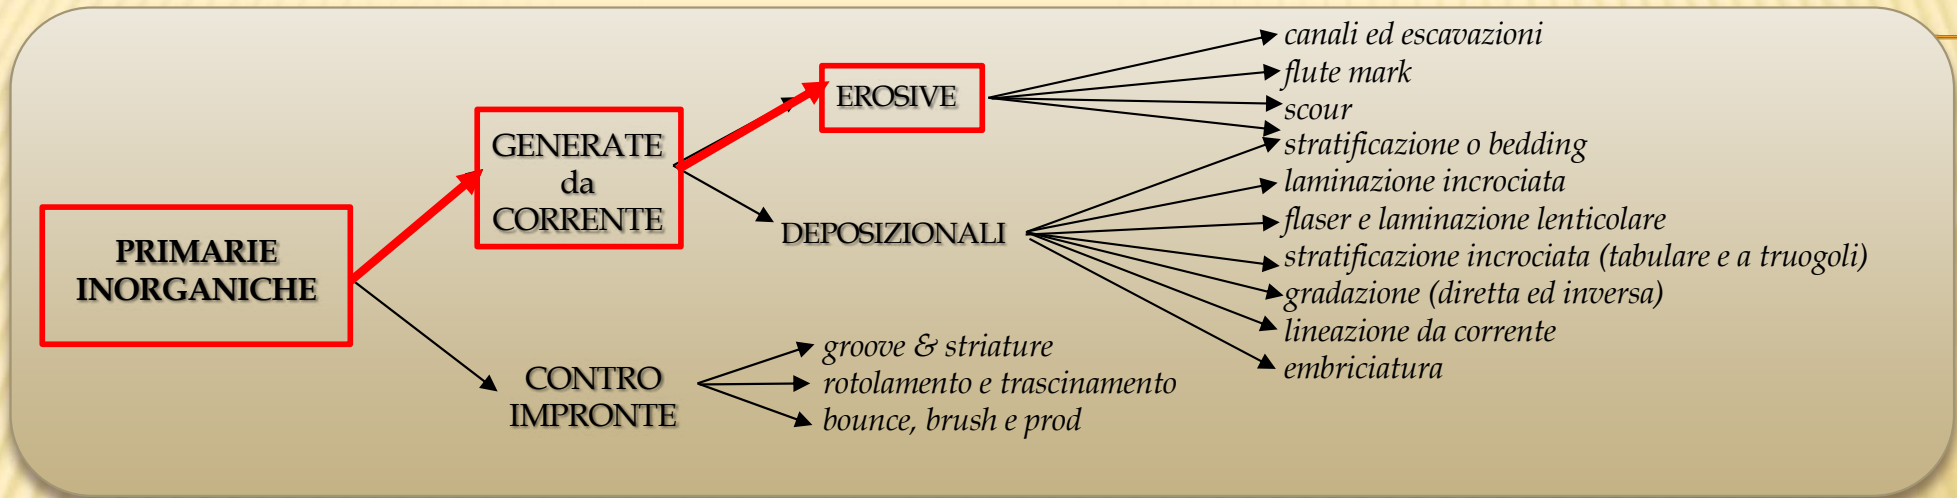 PRIMARIE
INORGANICHE
GENERATE
da
CORRENTE
EROSIVE
canali ed escavazioni
flute mark
scour
DEPOSIZIONALI
stratificazione o bedding
laminazione incrociata
flaser e laminazione lenticolare
stratificazione incrociata (tabulare e a truogoli)
gradazione (diretta ed inversa)
lineazione da corrente
embriciatura
CONTRO
IMPRONTE
groove & striature
rotolamento e trascinamento
bounce, brush e prod